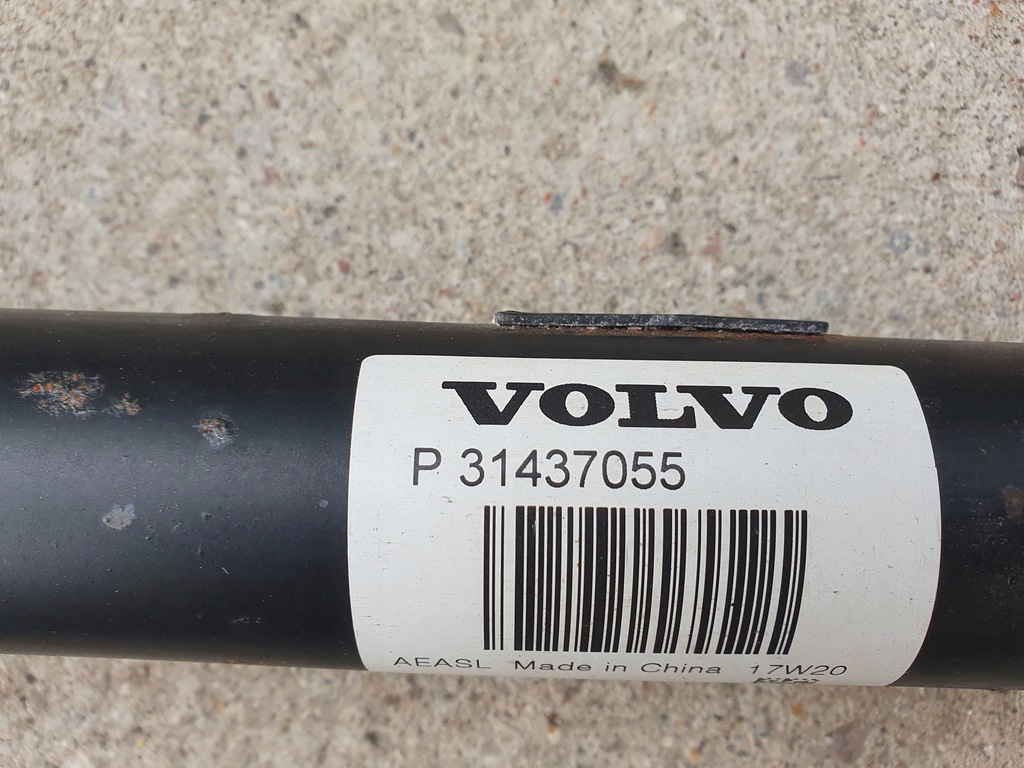 VOLVO
P 31437055
AEASL Made in China 17W20